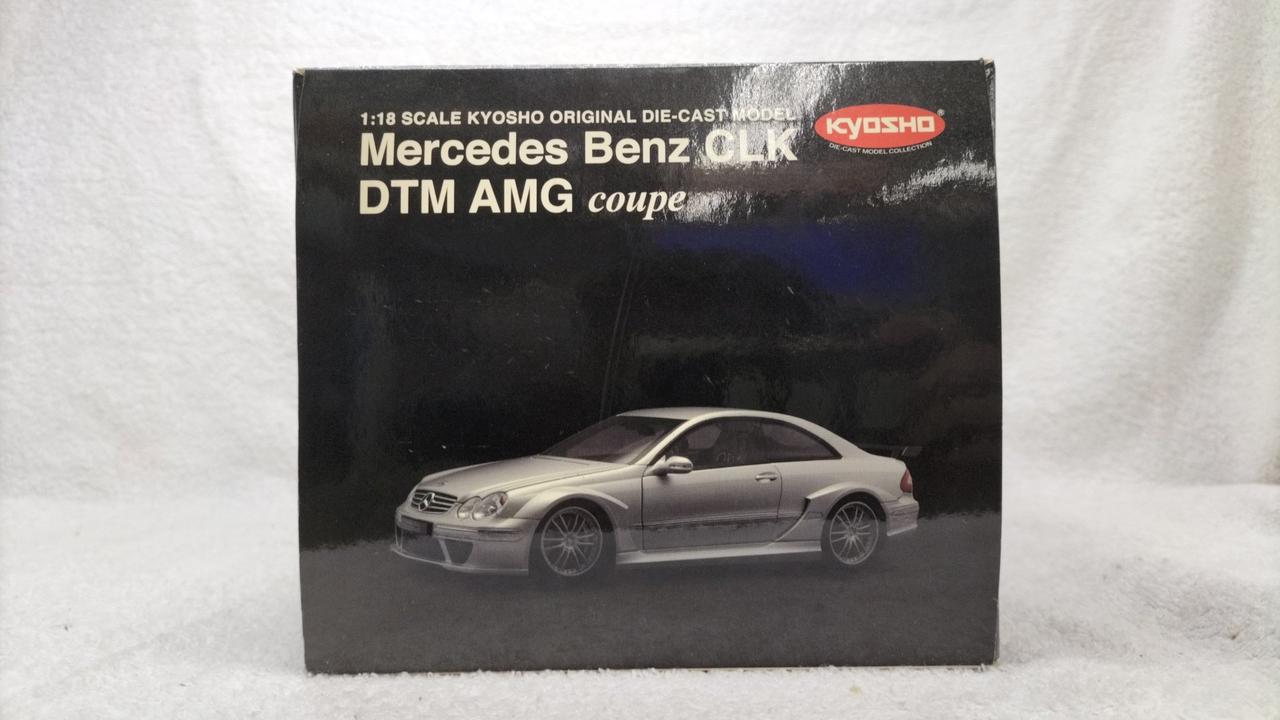 1:18 SCALE KYOSHO ORIGINAL DIE-CAST MODEL
Mercedes Benz CLK
DTM AMG coupe
KYOSHO®
DIE-CAST MODEL COLLECTION